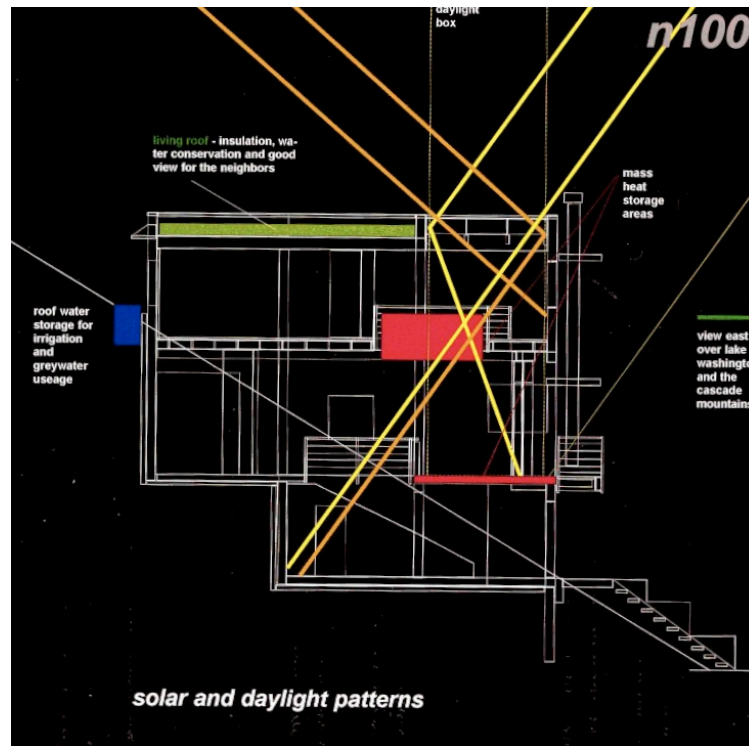 daylight
box
n100
living roof - insulation, wa-
ter conservation and good
view for the neighbors
mass
heat
storage
areas
roof water
storage for
irrigation
and
greywater
useage
view east
over lake
washingto
and the
cascade
mountains
solar and daylight patterns